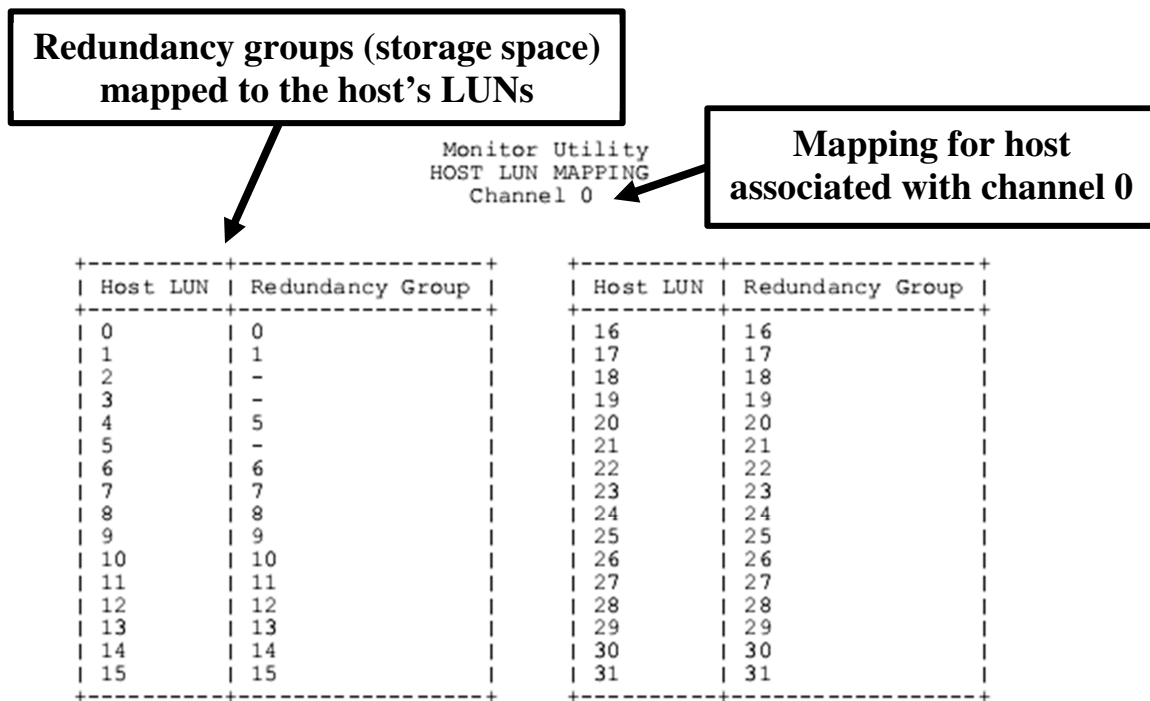 Redundancy groups (storage space)
mapped to the host's LUNs
Monitor Utility
HOST LUN MAPPING
Channel 0
Mapping for host
associated with channel 0
+----------+------------------+ +----------+------------------+
| Host LUN | Redundancy Group | | Host LUN | Redundancy Group |
+----------+------------------+ +----------+------------------+
| 0 | 0 | | 16 | 16 |
| 1 | 1 | | 17 | 17 |
| 2 | - | | 18 | 18 |
| 3 | - | | 19 | 19 |
| 4 | 5 | | 20 | 20 |
| 5 | - | | 21 | 21 |
| 6 | 6 | | 22 | 22 |
| 7 | 7 | | 23 | 23 |
| 8 | 8 | | 24 | 24 |
| 9 | 9 | | 25 | 25 |
| 10 | 10 | | 26 | 26 |
| 11 | 11 | | 27 | 27 |
| 12 | 12 | | 28 | 28 |
| 13 | 13 | | 29 | 29 |
| 14 | 14 | | 30 | 30 |
| 15 | 15 | | 31 | 31 |
+----------+------------------+ +----------+------------------+